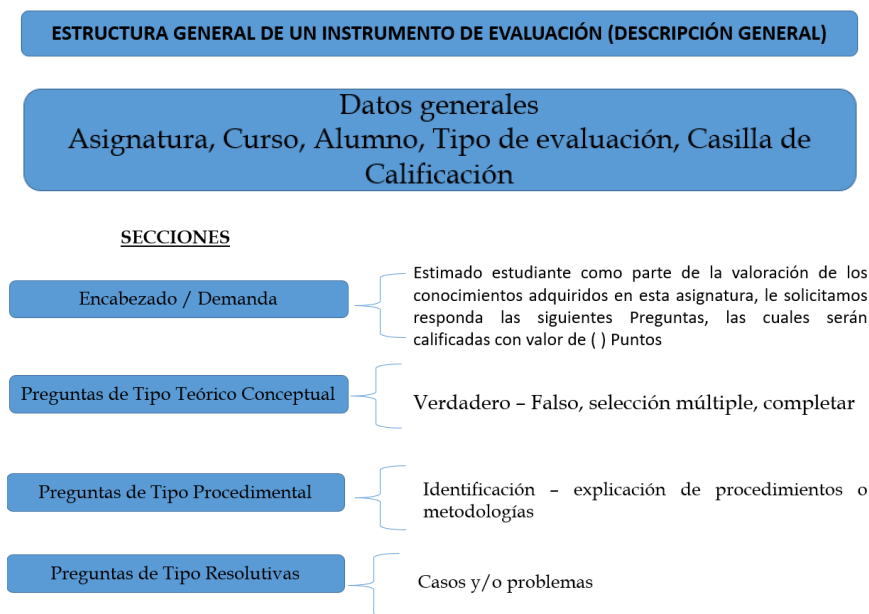 ESTRUCTURA GENERAL DE UN INSTRUMENTO DE EVALUACIÓN (DESCRIPCIÓN GENERAL)
Datos generales
Asignatura, Curso, Alumno, Tipo de evaluación, Casilla de
Calificación
SECCIONES
Encabezado / Demanda
Estimado estudiante como parte de la valoración de los
conocimientos adquiridos en esta asignatura, le solicitamos
responda las siguientes Preguntas, las cuales serán
calificadas con valor de ( ) Puntos
Preguntas de Tipo Teórico Conceptual
Verdadero – Falso, selección múltiple, completar
Preguntas de Tipo Procedimental
Identificación – explicación de procedimientos o
metodologías
Preguntas de Tipo Resolutivas
Casos y/o problemas